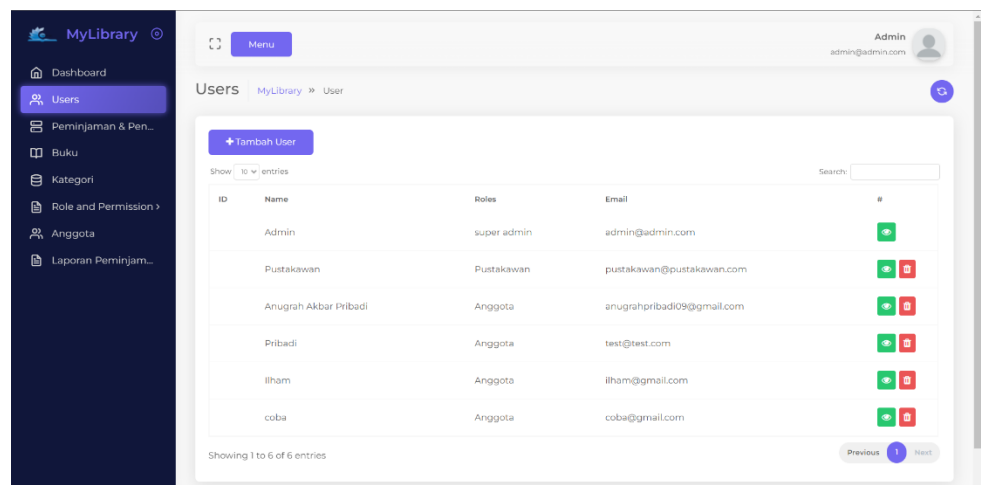 MyLibrary
Dashboard
Users
Peminjaman & Pen...
Buku
Kategori
Role and Permission >
Anggota
Laporan Peminjam...
Menu
Admin
admin@admin.com
Users MyLibrary » User
+Tambah User
Show 10 entries Search:
ID Name Roles Email #
Admin super admin admin@admin.com
Pustakawan Pustakawan pustakawan@pustakawan.com
Anugrah Akbar Pribadi Anggota anugrahpribadi09@gmail.com
Pribadi Anggota test@test.com
Ilham Anggota ilham@gmail.com
coba Anggota coba@gmail.com
Showing 1 to 6 of 6 entries Previous 1 Next